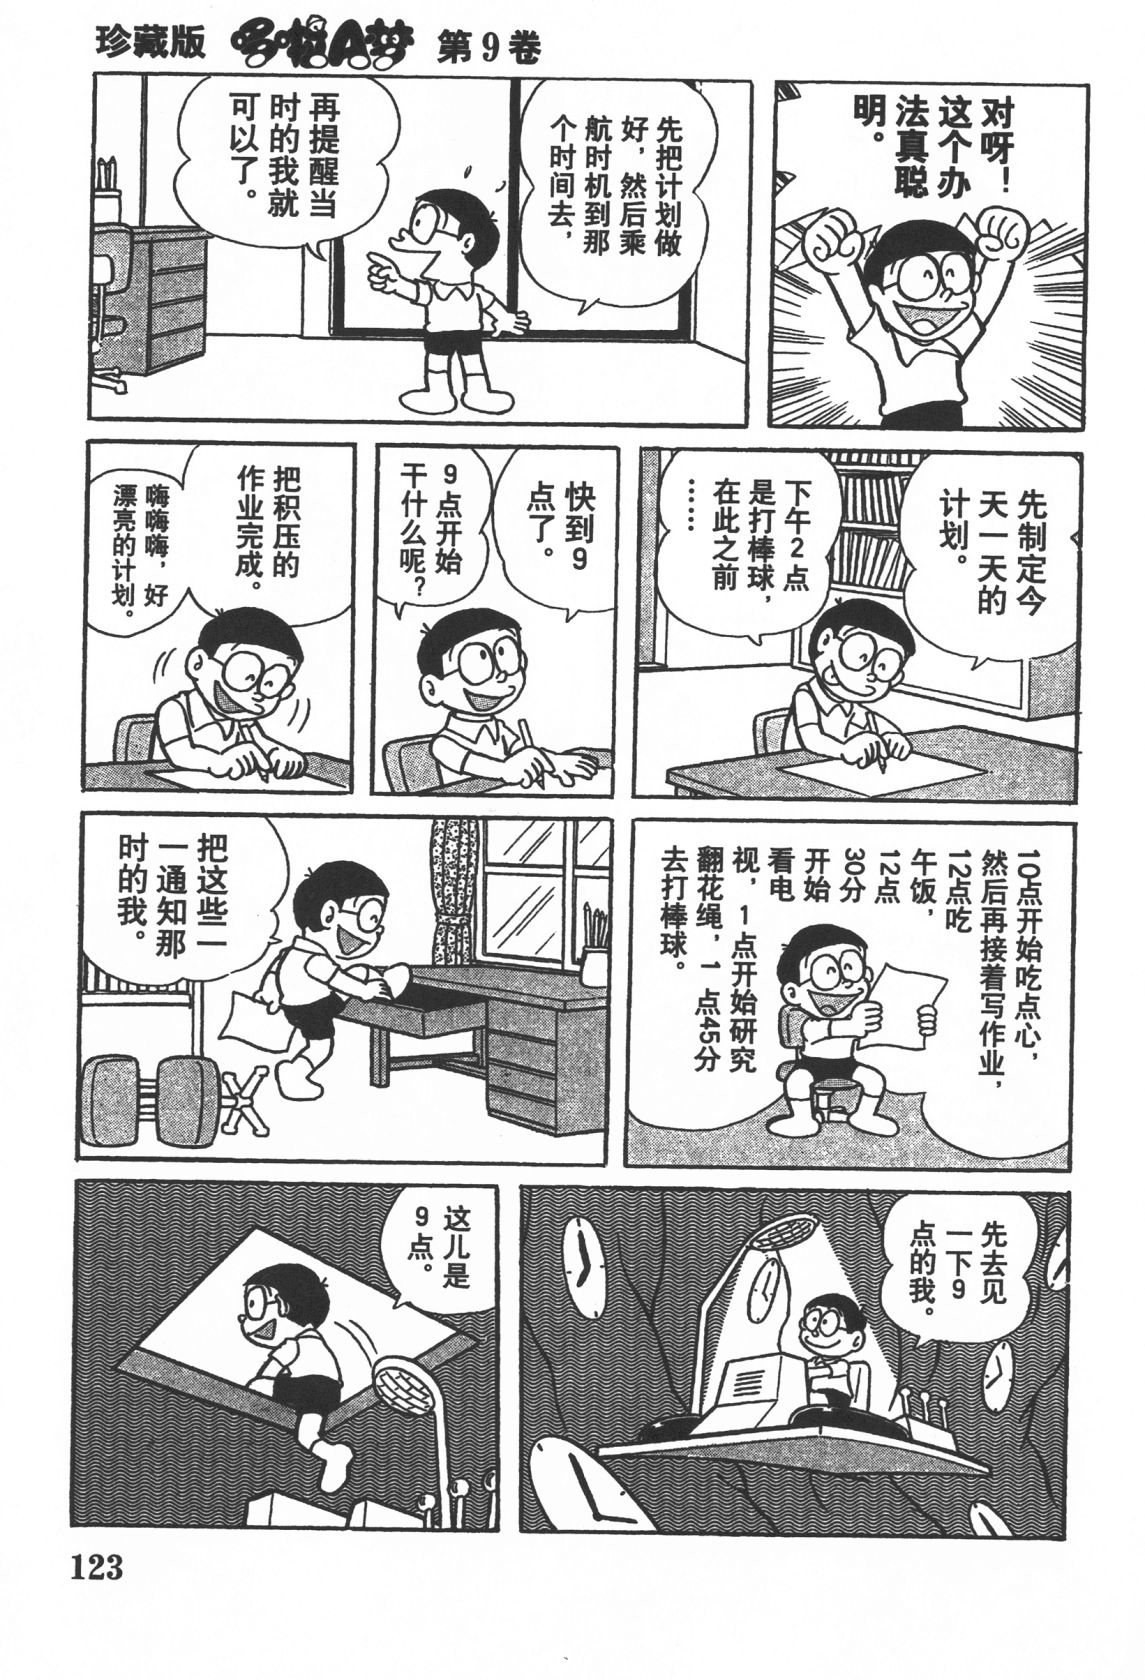 珍藏版 哆啦A梦 第9卷
对呀！
这个办
法真聪
明。
先把计划做
好，然后乘
航时机到那
个时间去，
再提醒当
时的我就
可以了。
先制定今
天一天的
计划。
下午2点
是打棒球，
在此之前
……
快到9
点了。
9点开始
干什么呢？
把积压的
作业完成。
嗨嗨嗨，好
漂亮的计划。
10点开始吃点心，
然后再接着写作业，
12点吃
午饭，
12点
30分
开始
看电
视，1点开始研究
翻花绳，1点45分
去打棒球。
把这些一
一通知那
时的我。
先去见
一下9
点的我。
这儿是
9点。
123